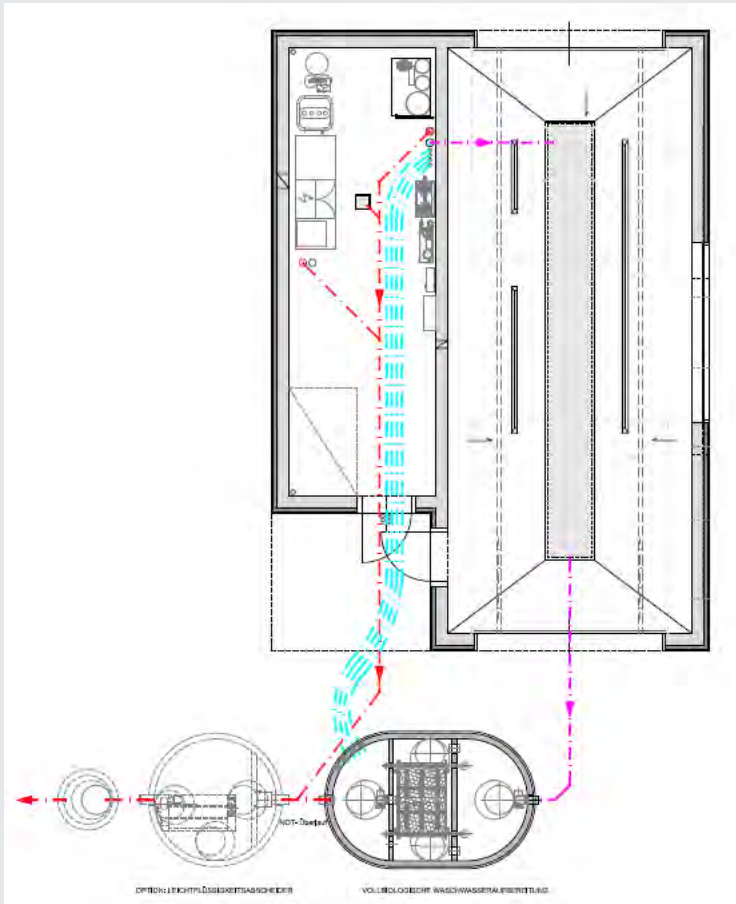 NOT- Überlauf
OPTION: LEICHTFLÜSSIGKEITSABSCHEIDER
VOLLBIOLOGISCHE WASCHWASSERAUFBEREITUNG